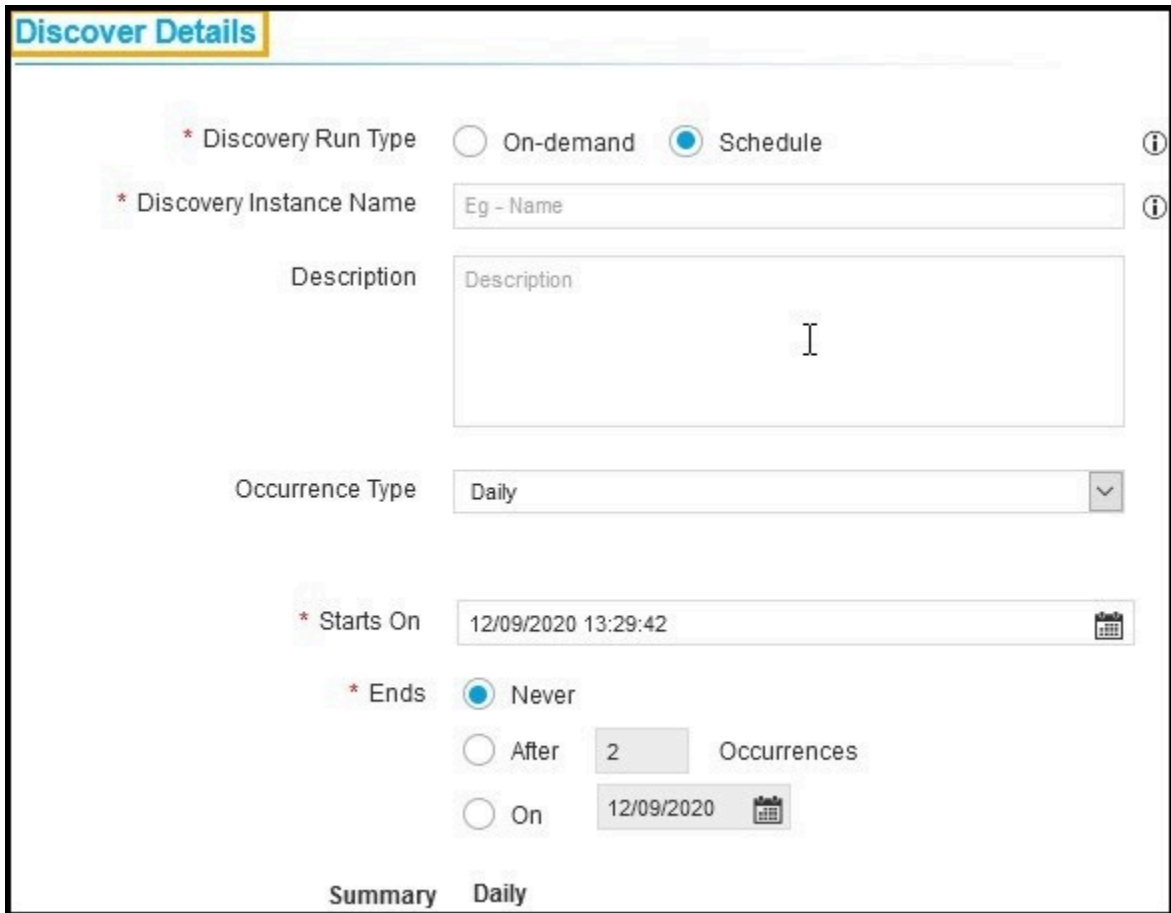 Discover Details
* Discovery Run Type On-demand Schedule
* Discovery Instance Name Eg - Name
Description Description
Occurrence Type Daily
* Starts On 12/09/2020 13:29:42
* Ends Never
After 2 Occurrences
On 12/09/2020
Summary Daily